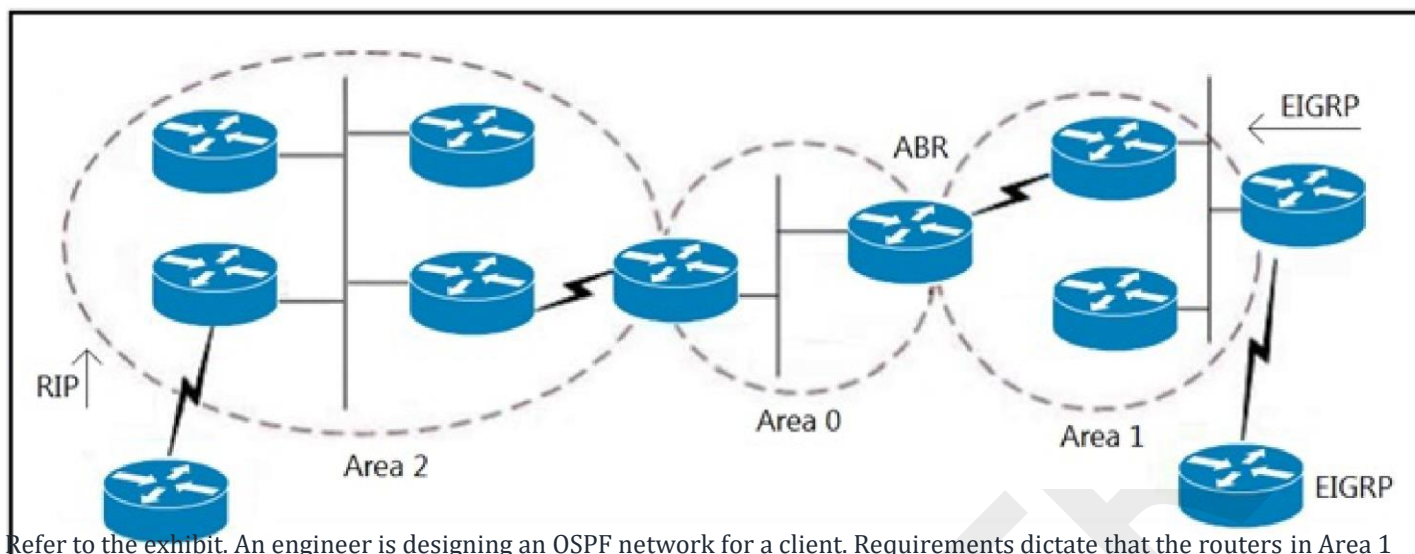 EIGRP
ABR
RIP
Area 0
Area 1
Area 2
EIGRP
Refer to the exhibit. An engineer is designing an OSPF network for a client. Requirements dictate that the routers in Area 1